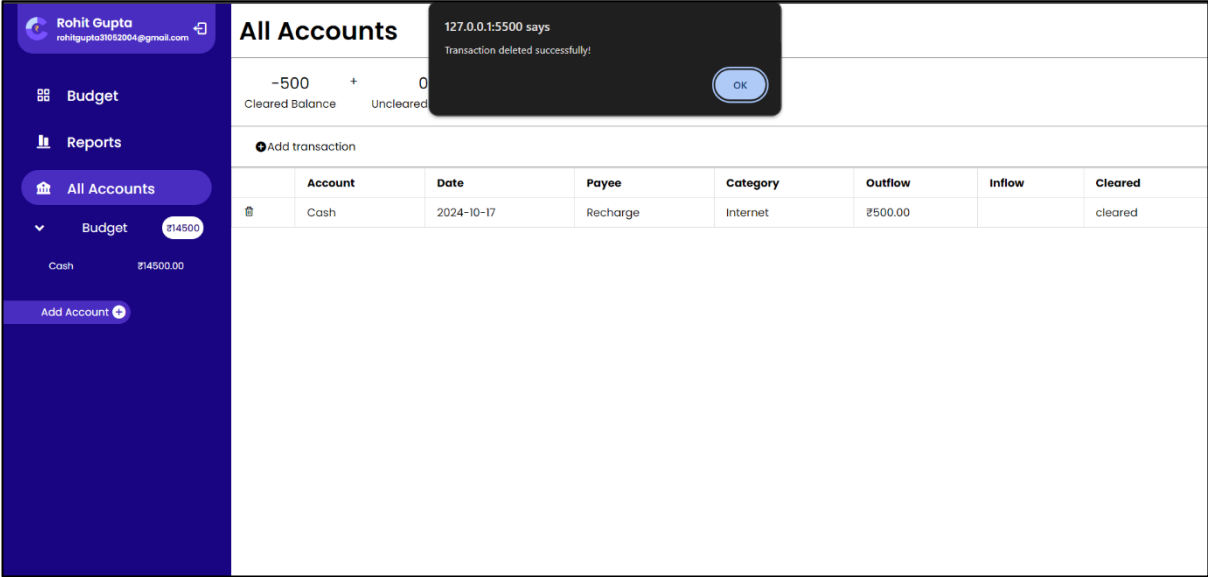 Rohit Gupta
rohitgupta31052004@gmail.com
Budget
Reports
All Accounts
Budget ₹14500
Cash ₹14500.00
Add Account
All Accounts
127.0.0.1:5500 says
Transaction deleted successfully!
OK
-500 + 0
Cleared Balance Uncleared
Add transaction
Account Date Payee Category Outflow Inflow Cleared
Cash 2024-10-17 Recharge Internet ₹500.00 cleared